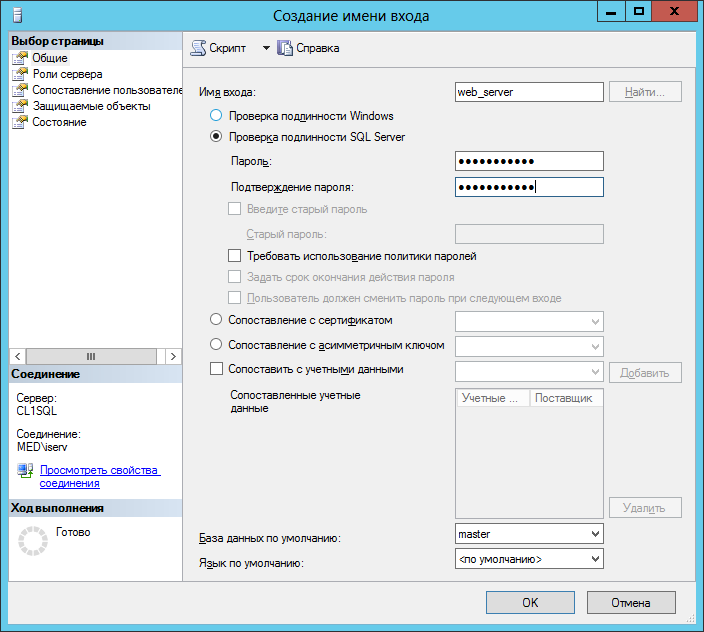 Создание имени входа
Выбор страницы
Общие
Роли сервера
Сопоставление пользователе
Защищаемые объекты
Состояние
Скрипт
Справка
Имя входа:
web_server
Найти...
Проверка подлинности Windows
Проверка подлинности SQL Server
Пароль:
●●●●●●●●●●●
Подтверждение пароля:
●●●●●●●●●●●
Введите старый пароль
Старый пароль:
Требовать использование политики паролей
Задать срок окончания действия пароля
Пользователь должен сменить пароль при следующем входе
Сопоставление с сертификатом
Сопоставление с асимметричным ключом
Сопоставить с учетными данными
Добавить
Сопоставленные учетные
данные
Учетные ...
Поставщик
Удалить
База данных по умолчанию:
master
Язык по умолчанию:
<по умолчанию>
Соединение
Сервер:
CL1SQL
Соединение:
MED\iserv
Просмотреть свойства
соединения
Ход выполнения
Готово
OK
Отмена